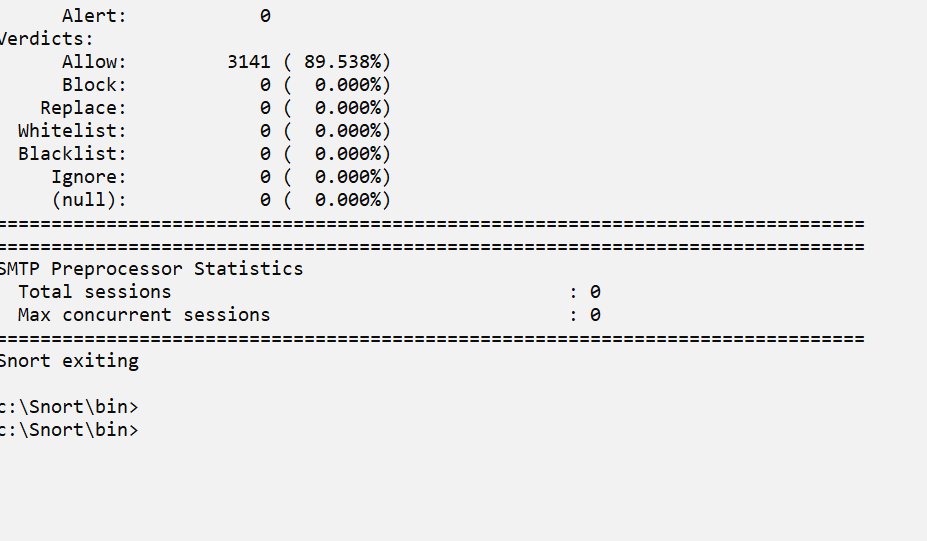 Alert: 0
Verdicts:
Allow: 3141 ( 89.538%)
Block: 0 ( 0.000%)
Replace: 0 ( 0.000%)
Whitelist: 0 ( 0.000%)
Blacklist: 0 ( 0.000%)
Ignore: 0 ( 0.000%)
(null): 0 ( 0.000%)
===============================================================================
===============================================================================
SMTP Preprocessor Statistics
Total sessions : 0
Max concurrent sessions : 0
===============================================================================
Snort exiting
c:\Snort\bin>
c:\Snort\bin>